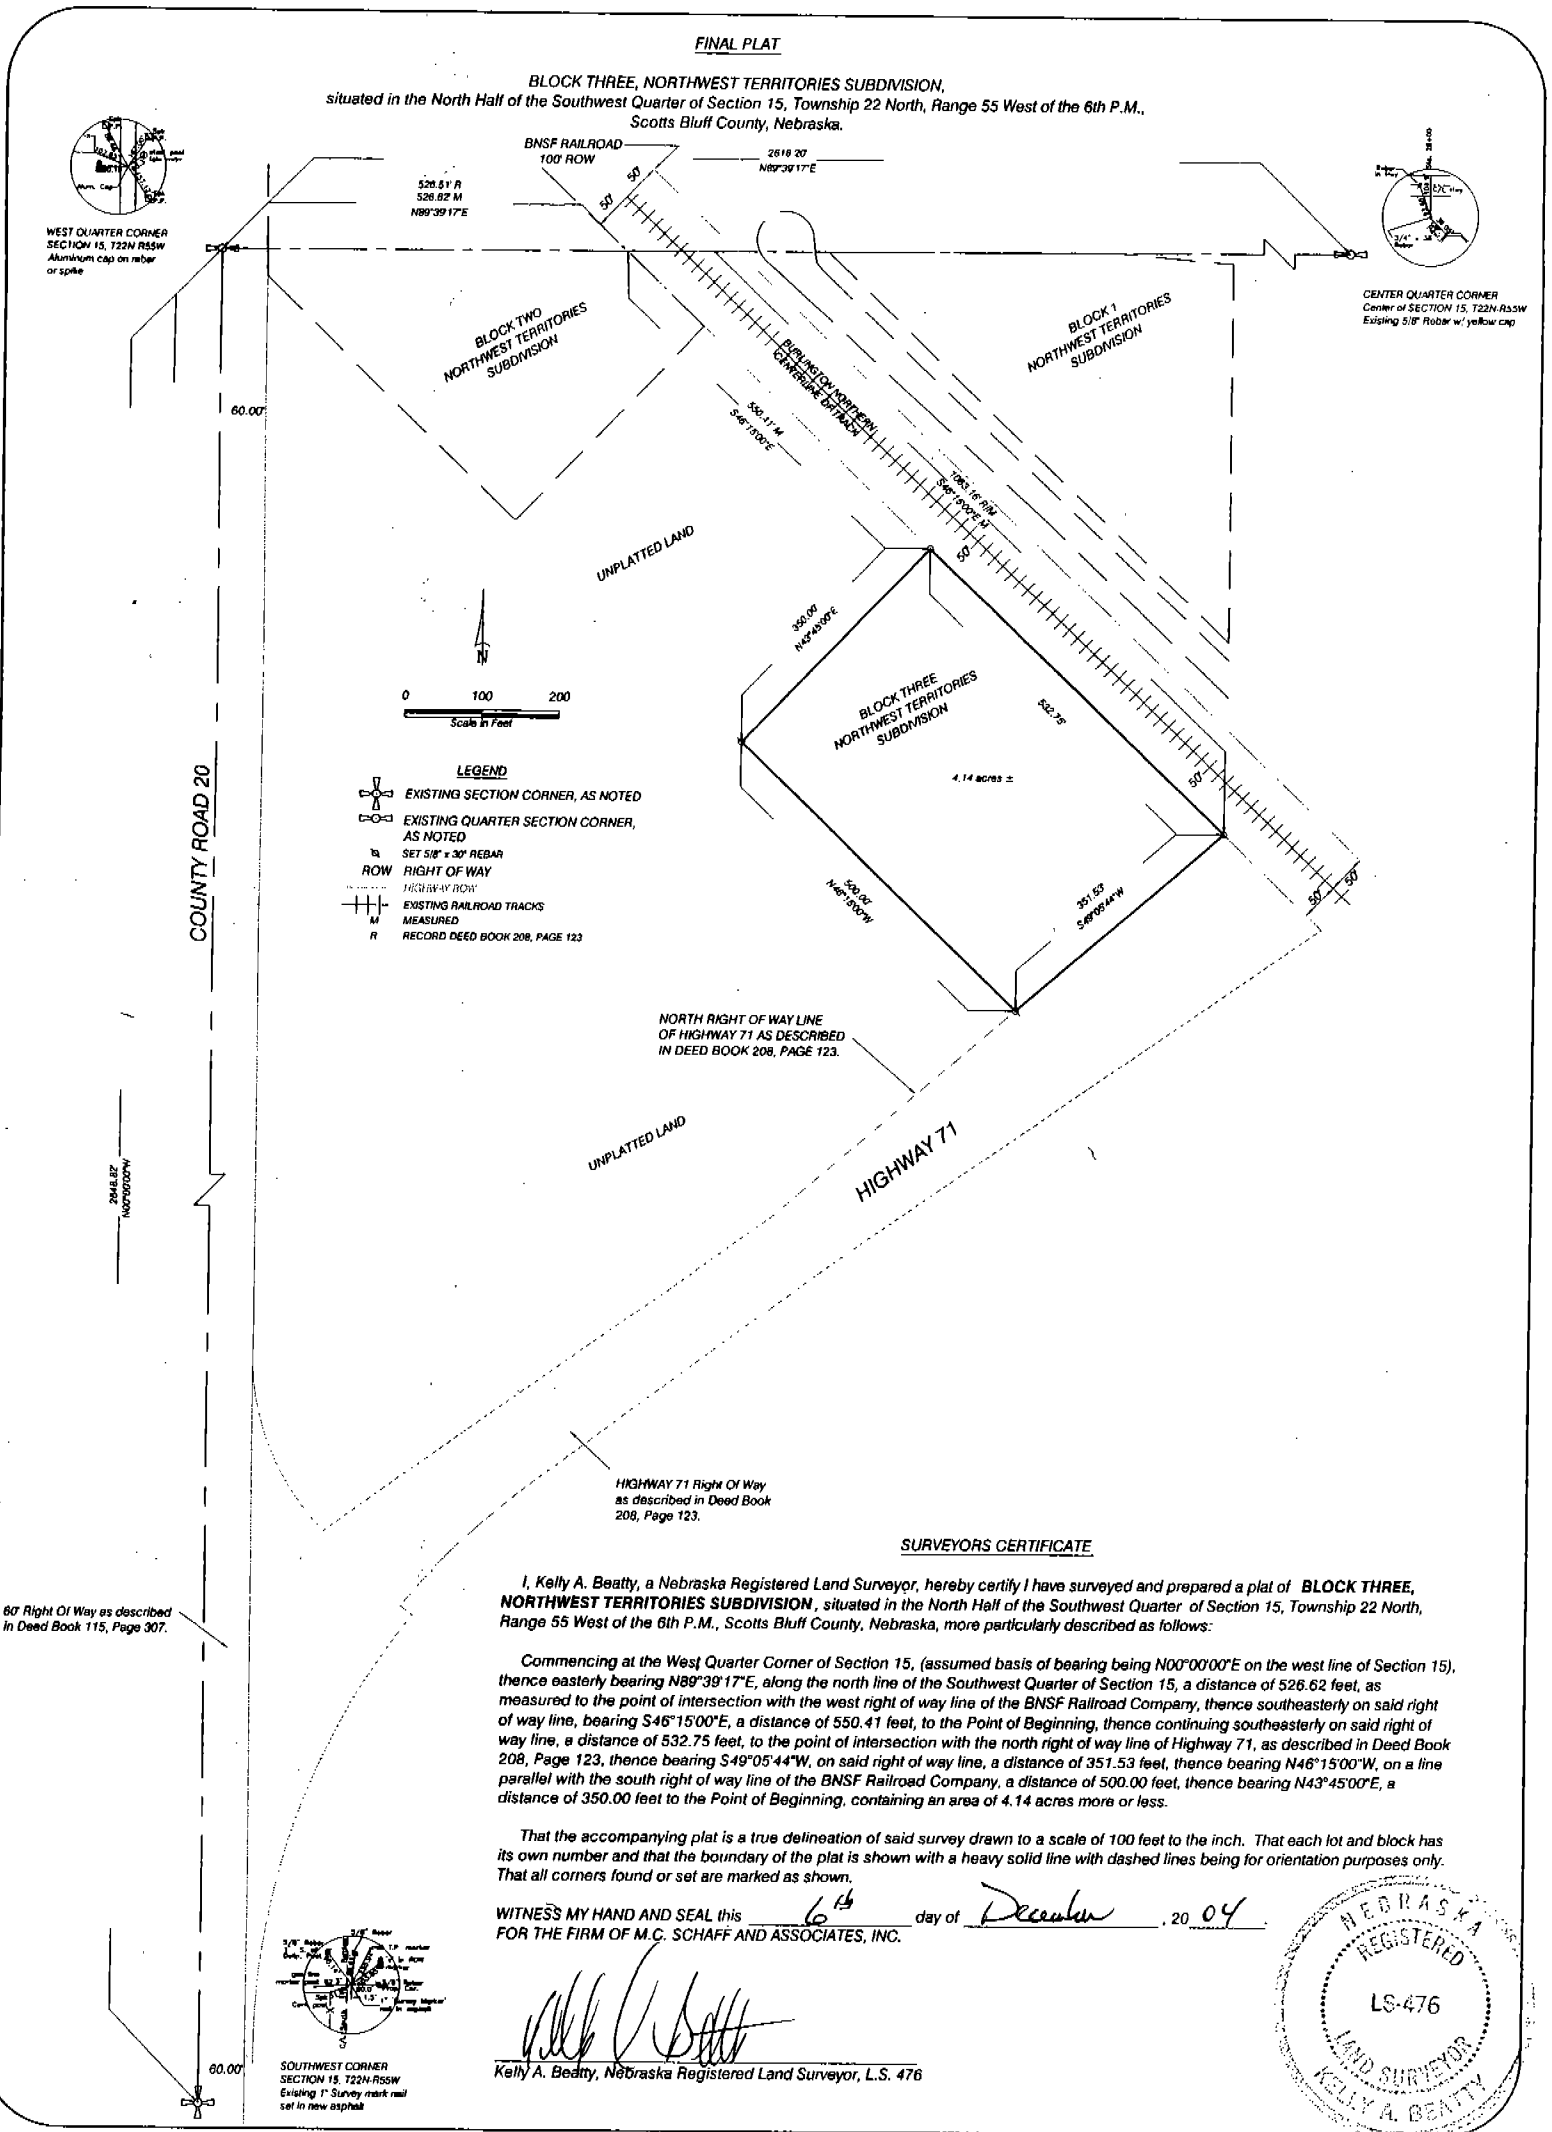 FINAL PLAT
BLOCK THREE, NORTHWEST TERRITORIES SUBDIVISION,
situated in the North Half of the Southwest Quarter of Section 15, Township 22 North, Range 55 West of the 6th P.M.,
Scotts Bluff County, Nebraska.
BNSF RAILROAD
100' ROW
2618.20'
N89°39'17"E
526.51' R
526.62' M
N89°39'17"E
50'
50'
WEST QUARTER CORNER
SECTION 15, T22N R55W
Aluminum cap on rebar
or spike
CENTER QUARTER CORNER
Center of SECTION 15, T22N-R55W
Existing 5/8" Rebar w/ yellow cap
BLOCK TWO
NORTHWEST TERRITORIES
SUBDIVISION
BLOCK 1
NORTHWEST TERRITORIES
SUBDIVISION
BURLINGTON NORTHERN
CENTERLINE OF TRACK
60.00'
550.41' M
S46°15'00"E
1063.16' R/M
S46°15'00"E M
UNPLATTED LAND
50'
350.00'
N43°45'00"E
N
0 100 200
Scale in Feet
BLOCK THREE
NORTHWEST TERRITORIES
SUBDIVISION
532.75'
4.14 acres ±
50'
50'
50'
LEGEND
EXISTING SECTION CORNER, AS NOTED
EXISTING QUARTER SECTION CORNER,
AS NOTED
SET 5/8" x 30" REBAR
ROW RIGHT OF WAY
HIGHWAY ROW
EXISTING RAILROAD TRACKS
M MEASURED
R RECORD DEED BOOK 208, PAGE 123
COUNTY ROAD 20
500.00'
N46°15'00"W
351.53'
S49°05'44"W
NORTH RIGHT OF WAY LINE
OF HIGHWAY 71 AS DESCRIBED
IN DEED BOOK 208, PAGE 123.
UNPLATTED LAND
HIGHWAY 71
2648.82'
N00°00'00"W
HIGHWAY 71 Right Of Way
as described in Deed Book
208, Page 123.
60' Right Of Way as described
in Deed Book 115, Page 307.
SURVEYORS CERTIFICATE
I, Kelly A. Beatty, a Nebraska Registered Land Surveyor, hereby certify I have surveyed and prepared a plat of BLOCK THREE,
NORTHWEST TERRITORIES SUBDIVISION, situated in the North Half of the Southwest Quarter of Section 15, Township 22 North,
Range 55 West of the 6th P.M., Scotts Bluff County, Nebraska, more particularly described as follows:
Commencing at the West Quarter Corner of Section 15, (assumed basis of bearing being N00°00'00"E on the west line of Section 15),
thence easterly bearing N89°39'17"E, along the north line of the Southwest Quarter of Section 15, a distance of 526.62 feet, as
measured to the point of intersection with the west right of way line of the BNSF Railroad Company, thence southeasterly on said right
of way line, bearing S46°15'00"E, a distance of 550.41 feet, to the Point of Beginning, thence continuing southeasterly on said right of
way line, a distance of 532.75 feet, to the point of intersection with the north right of way line of Highway 71, as described in Deed Book
208, Page 123, thence bearing S49°05'44"W, on said right of way line, a distance of 351.53 feet, thence bearing N46°15'00"W, on a line
parallel with the south right of way line of the BNSF Railroad Company, a distance of 500.00 feet, thence bearing N43°45'00"E, a
distance of 350.00 feet to the Point of Beginning, containing an area of 4.14 acres more or less.
That the accompanying plat is a true delineation of said survey drawn to a scale of 100 feet to the inch. That each lot and block has
its own number and that the boundary of the plat is shown with a heavy solid line with dashed lines being for orientation purposes only.
That all corners found or set are marked as shown.
WITNESS MY HAND AND SEAL this 6th day of December, 20 04.
FOR THE FIRM OF M.C. SCHAFF AND ASSOCIATES, INC.
Kelly A. Beatty, Nebraska Registered Land Surveyor, L.S. 476
NEBRASKA
REGISTERED
LS-476
LAND SURVEYOR
KELLY A. BEATTY
60.00'
SOUTHWEST CORNER
SECTION 15, T22N-R55W
Existing 1" Survey mark nail
set in new asphalt